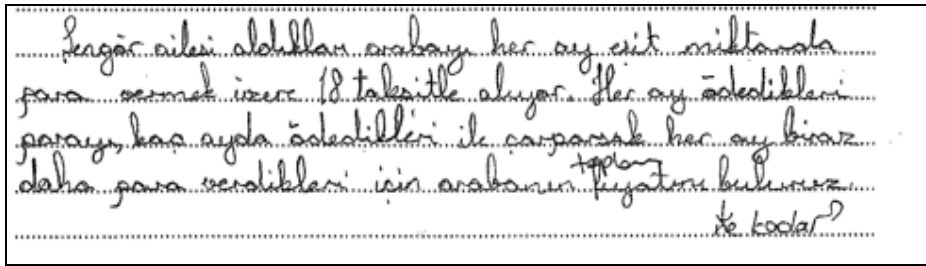 Şengör ailesi aldıkları arabayı her ay eşit miktarda
para vermek üzere 18 taksitle alıyor. Her ay ödedikleri
parayı, kaç ayda ödedikleri ile çarparsak her ay biraz
daha para verdikleri için arabanın toplam fiyatını buluruz.
Ne kadar?